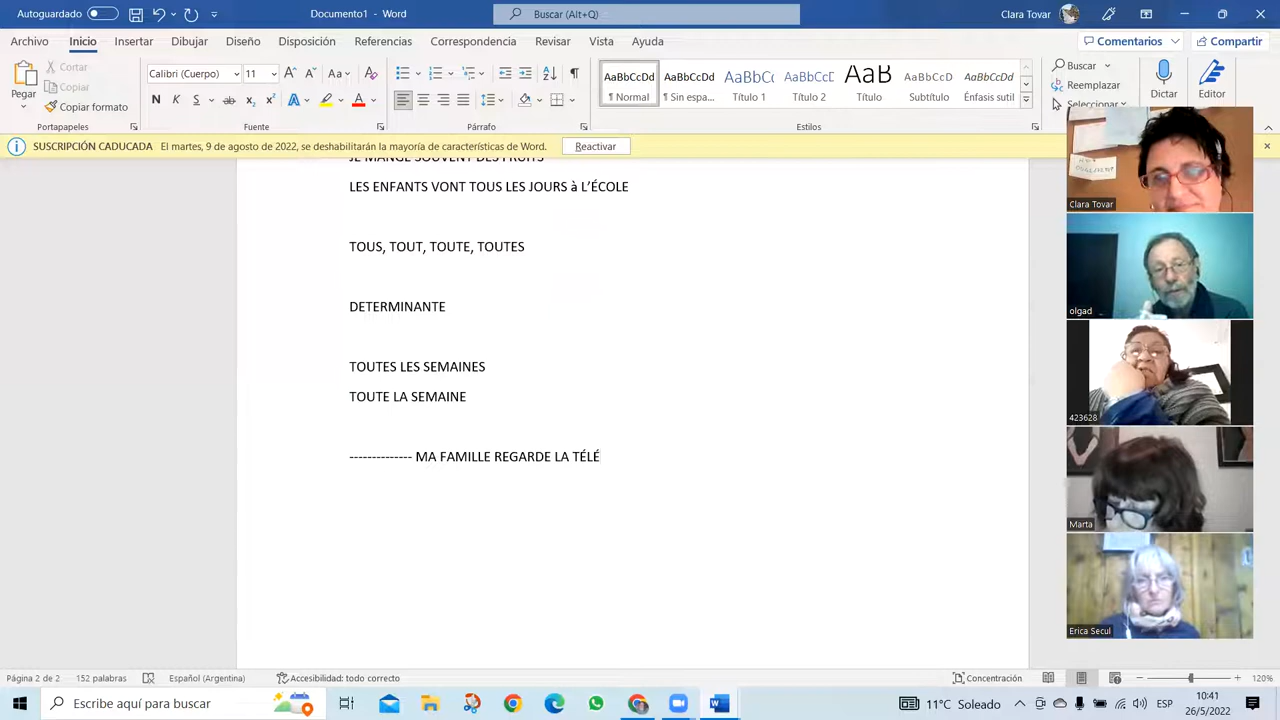 Autoguardado
Documento1 - Word
Buscar (Alt+Q)
Clara Tovar
Archivo Inicio Insertar Dibujar Diseño Disposición Referencias Correspondencia Revisar Vista Ayuda
Comentarios Compartir
Pegar
Cortar
Copiar
Copiar formato
Portapapeles
Calibri (Cuerpo) 11
Fuente
Párrafo
AaBbCcDd AaBbCcDd AaBbCc AaBbCcD AaB AaBbCcD AaBbCcDd
¶ Normal ¶ Sin espa... Título 1 Título 2 Título Subtítulo Énfasis sutil
Estilos
Buscar
Reemplazar
Seleccionar
Dictar
Editor
SUSCRIPCIÓN CADUCADA El martes, 9 de agosto de 2022, se deshabilitarán la mayoría de características de Word. Reactivar
JE MANGE SOUVENT DES FRUITS
LES ENFANTS VONT TOUS LES JOURS à L'ÉCOLE
TOUS, TOUT, TOUTE, TOUTES
DETERMINANTE
TOUTES LES SEMAINES
TOUTE LA SEMAINE
-------------- MA FAMILLE REGARDE LA TÉLÉ
Clara Tovar
olgad
423628
Marta
Erica Secul
Página 2 de 2 152 palabras Español (Argentina) Accesibilidad: todo correcto
Concentración
120%
Escribe aquí para buscar
11°C Soleado
ESP
10:41
26/5/2022